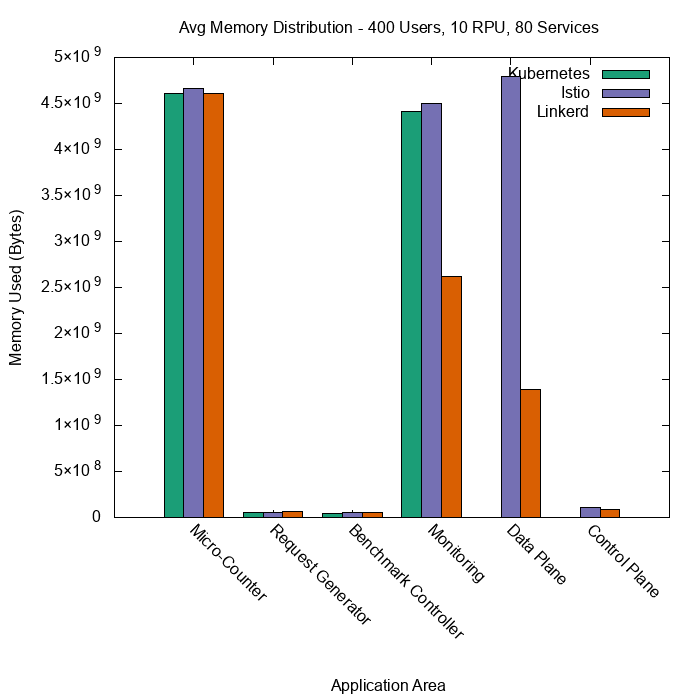 Avg Memory Distribution - 400 Users, 10 RPU, 80 Services
Kubernetes
Istio
Linkerd
5×10⁹
4.5×10⁹
4×10⁹
3.5×10⁹
3×10⁹
2.5×10⁹
2×10⁹
1.5×10⁹
1×10⁹
5×10⁸
0
Memory Used (Bytes)
Micro-Counter
Request Generator
Benchmark Controller
Monitoring
Data Plane
Control Plane
Application Area